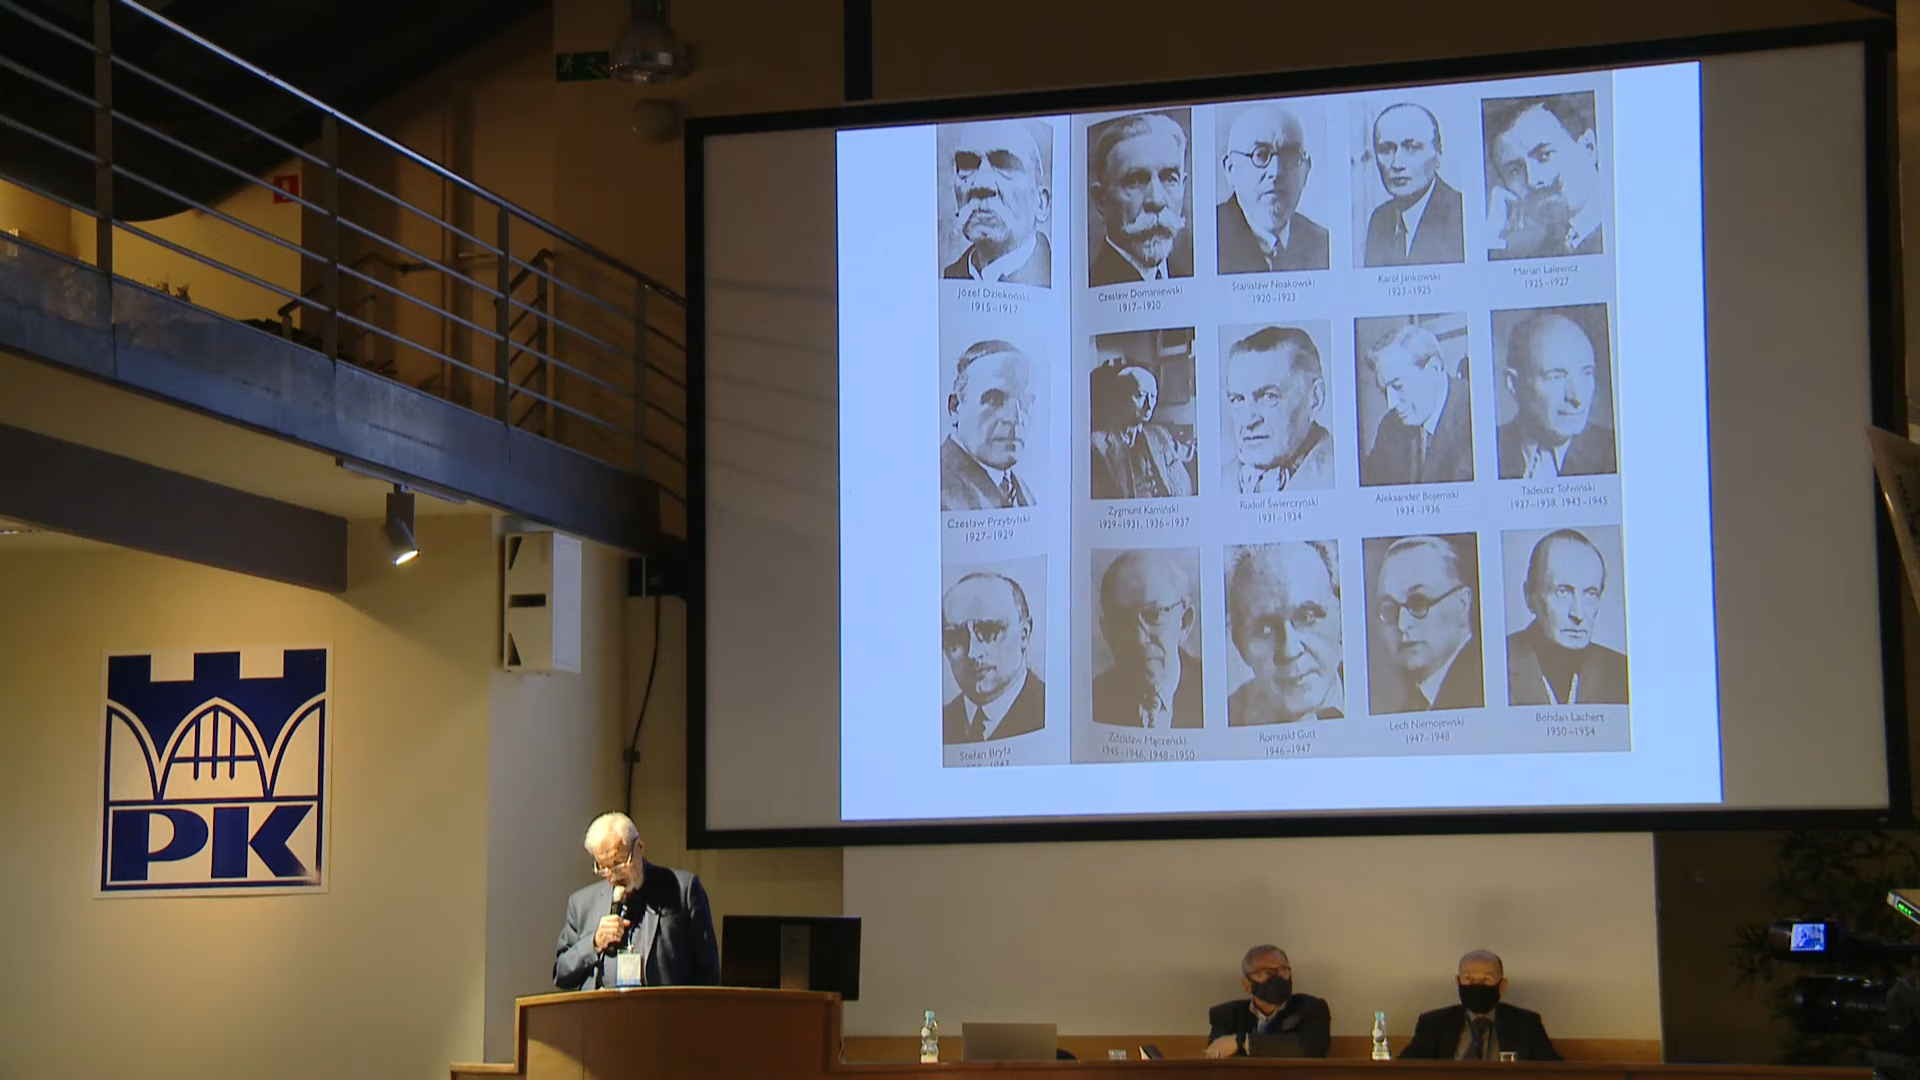 Józef Dziekoński
1915–1917
Czesław Domaniewski
1917–1920
Stanisław Noakowski
1920–1923
Karol Jankowski
1923–1925
Marian Lalewicz
1925–1927
Czesław Przybylski
1927–1929
Zygmunt Kamiński
1929–1931, 1936–1937
Rudolf Świerczyński
1931–1934
Aleksander Bojemski
1934–1936
Tadeusz Tołwiński
1937–1938, 1943–1945
Stefan Bryła
Zdzisław Mączeński
1945–1946, 1948–1950
Romuald Gutt
1946–1947
Lech Niemojewski
1947–1948
Bohdan Lachert
1950–1954
PK